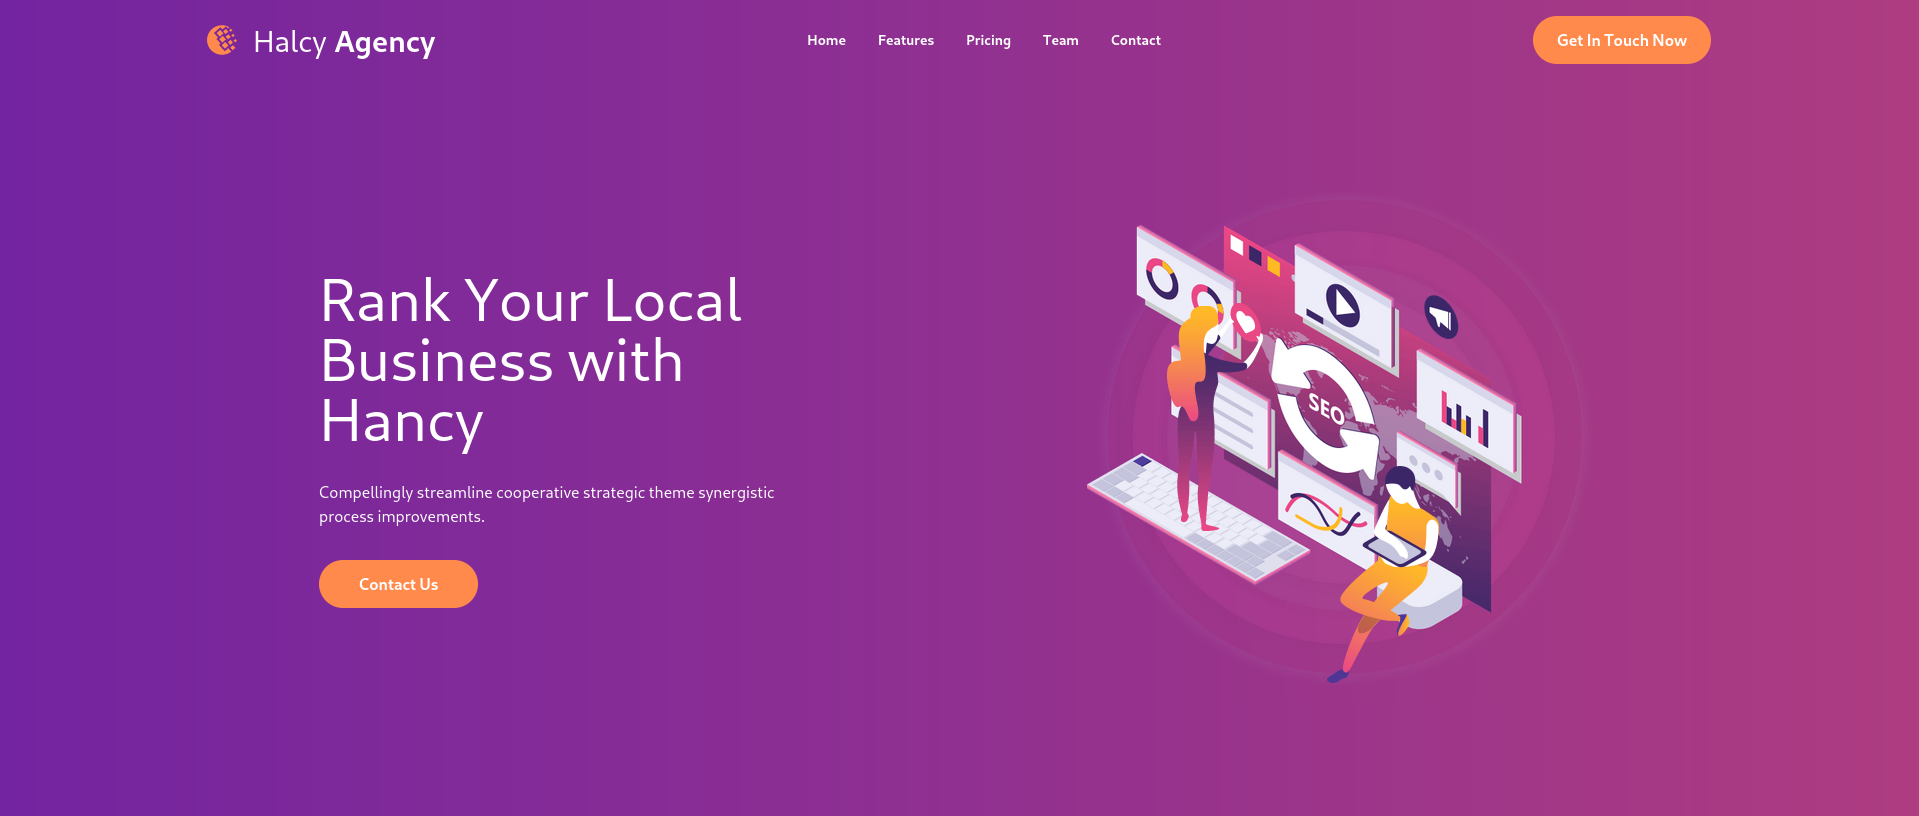 Halcy Agency
Home Features Pricing Team Contact
Get In Touch Now
Rank Your Local
Business with
Hancy
Compellingly streamline cooperative strategic theme synergistic
process improvements.
Contact Us
SEO